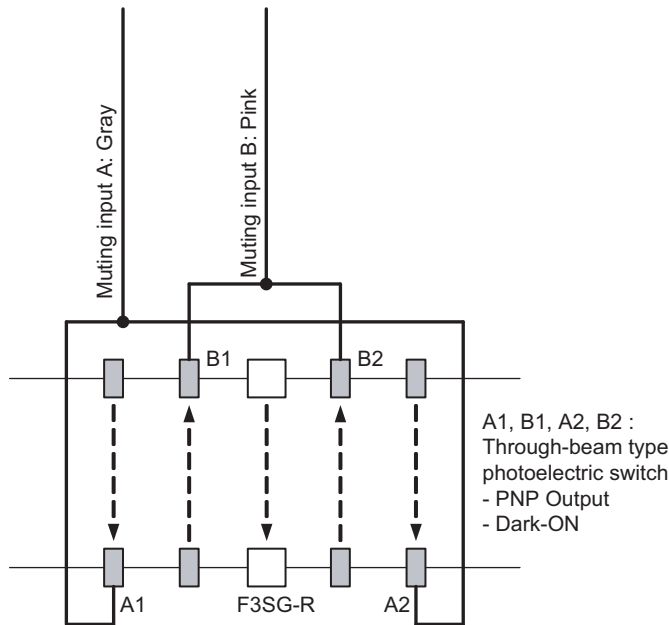 Muting input A: Gray
Muting input B: Pink
B1
B2
A1, B1, A2, B2 :
Through-beam type
photoelectric switch
- PNP Output
- Dark-ON
A1
F3SG-R
A2